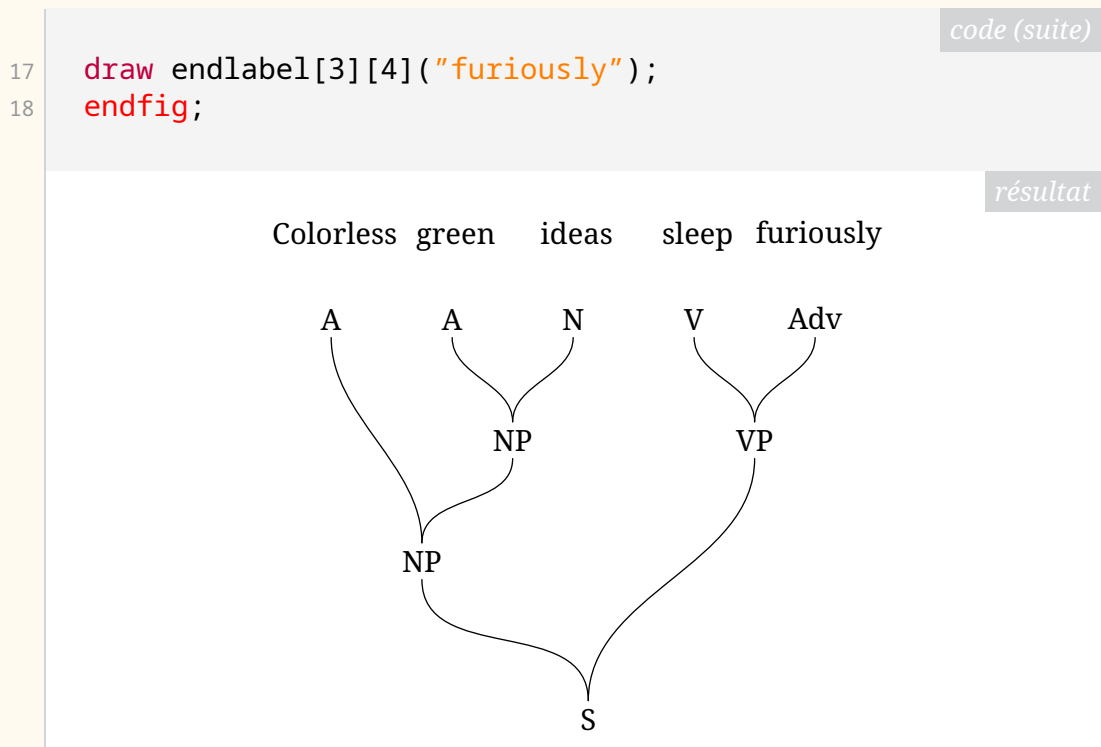 code (suite)
17 draw endlabel[3][4]("furiously");
18 endfig;
résultat
Colorless green ideas sleep furiously
A A N V Adv
NP VP
NP
S